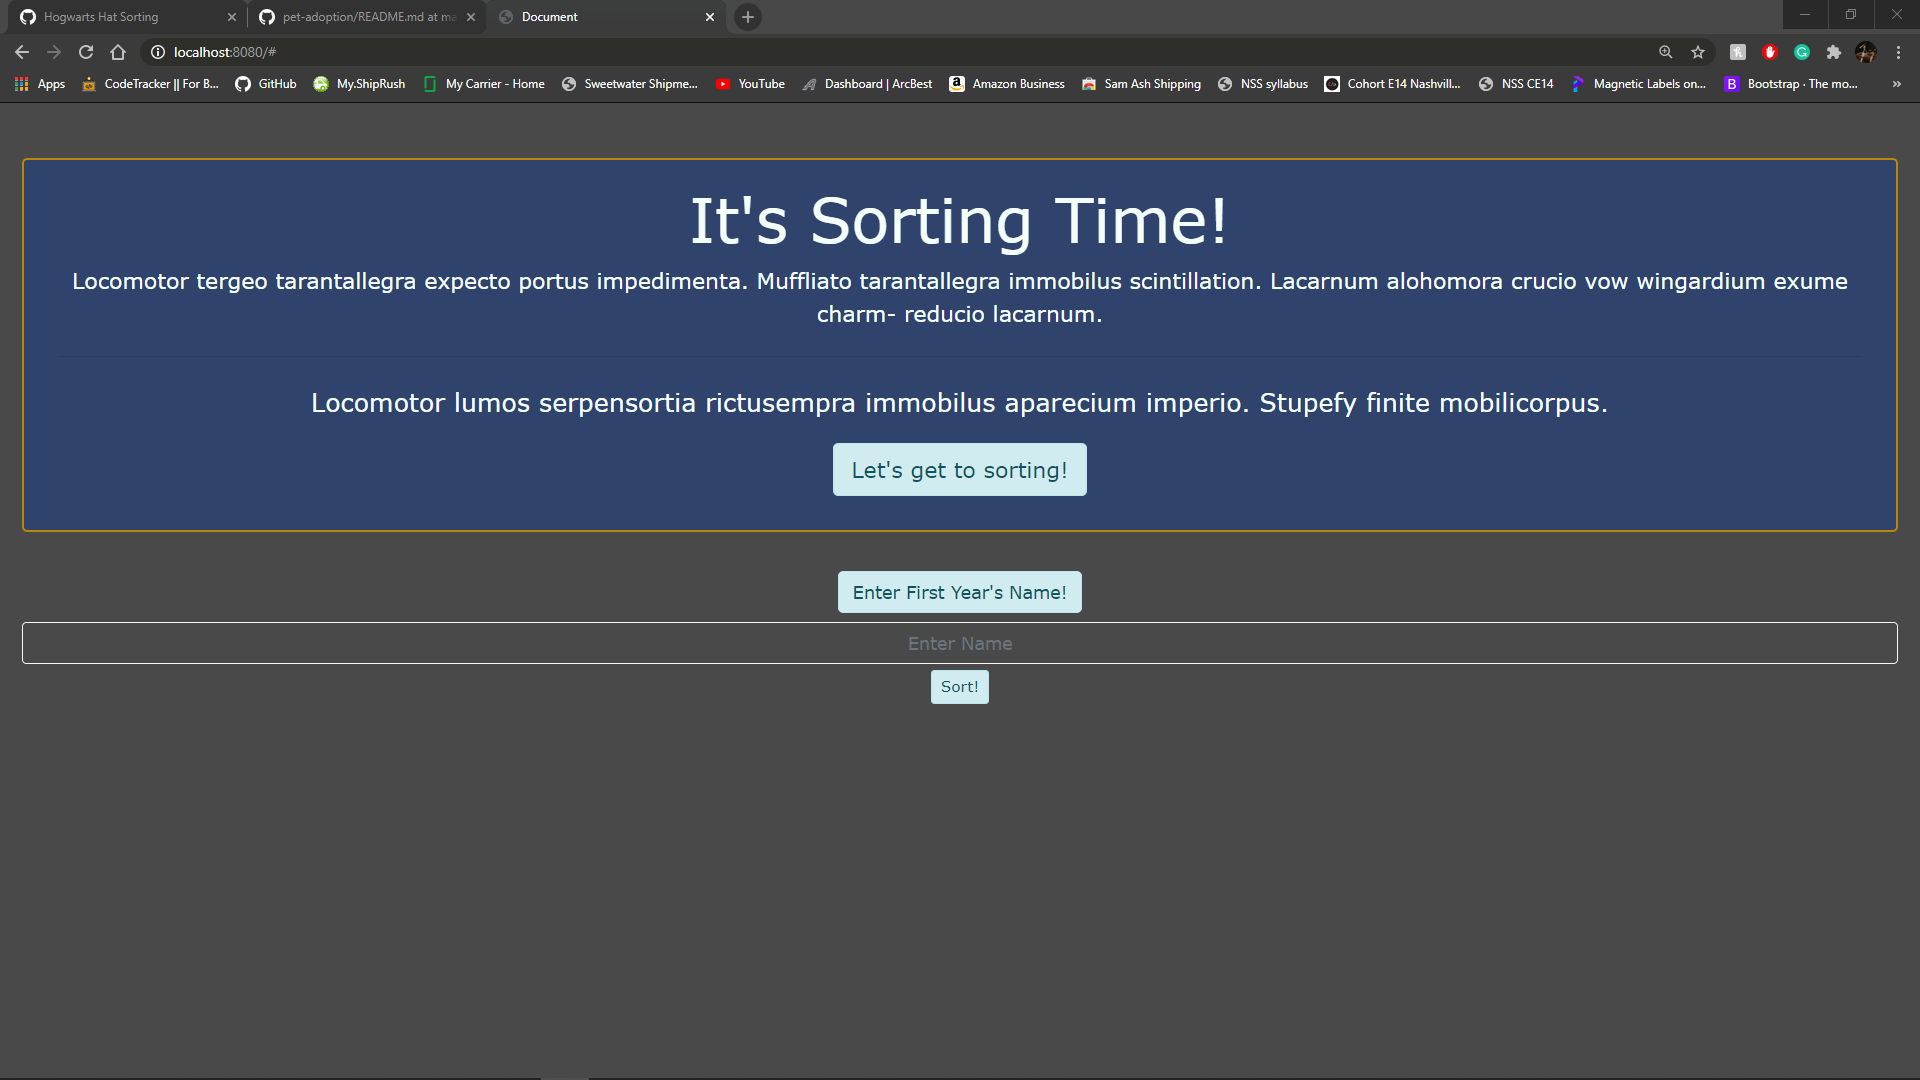 Hogwarts Hat Sorting
pet-adoption/README.md at ma
Document
localhost:8080/#
Apps
CodeTracker || For B...
GitHub
My.ShipRush
My Carrier - Home
Sweetwater Shipme...
YouTube
Dashboard | ArcBest
Amazon Business
Sam Ash Shipping
NSS syllabus
Cohort E14 Nashvill...
NSS CE14
Magnetic Labels on...
Bootstrap · The mo...
It's Sorting Time!
Locomotor tergeo tarantallegra expecto portus impedimenta. Muffliato tarantallegra immobilus scintillation. Lacarnum alohomora crucio vow wingardium exume
charm- reducio lacarnum.
Locomotor lumos serpensortia rictusempra immobilus aparecium imperio. Stupefy finite mobilicorpus.
Let's get to sorting!
Enter First Year's Name!
Enter Name
Sort!